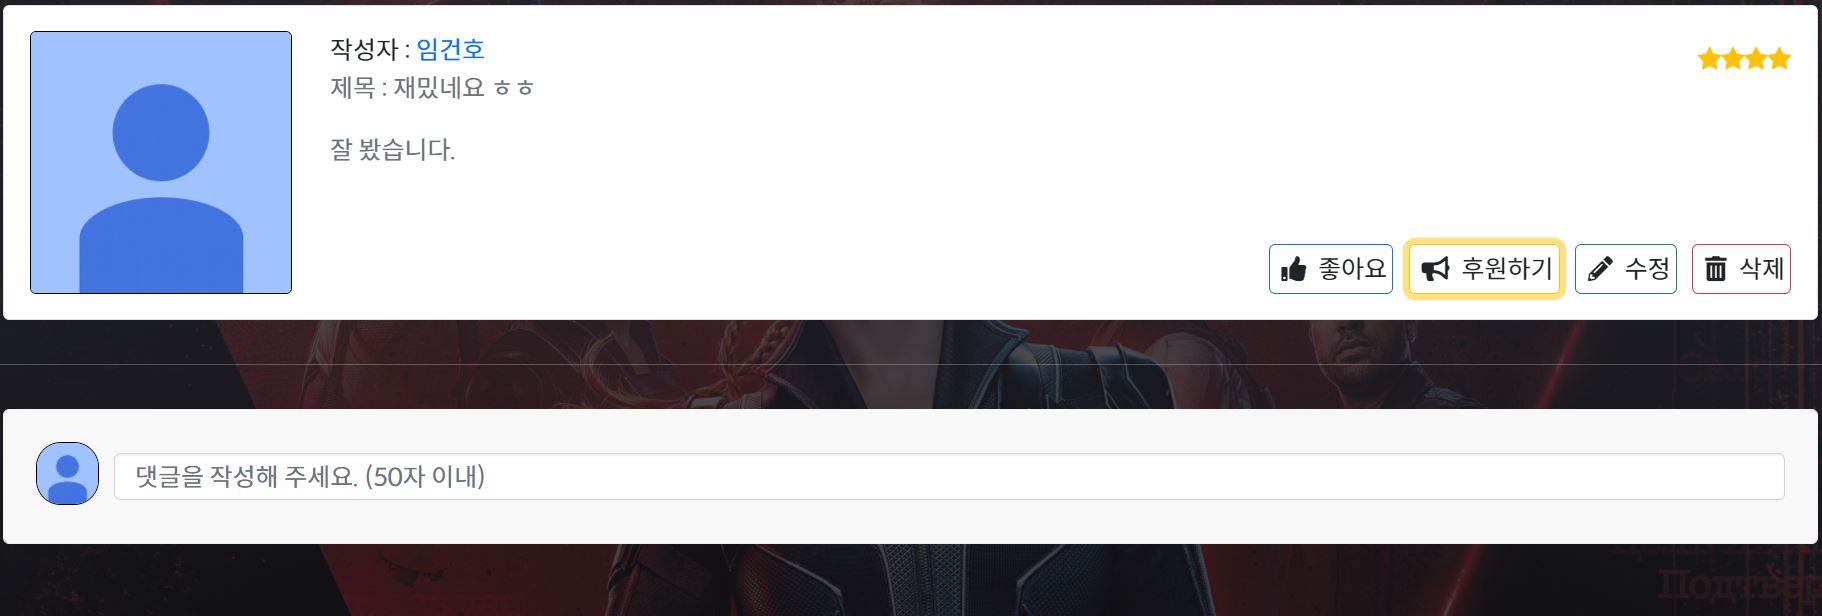 작성자 : 임건호
제목 : 재밌네요 ㅎㅎ
잘 봤습니다.
좋아요 후원하기 수정 삭제
댓글을 작성해 주세요. (50자 이내)